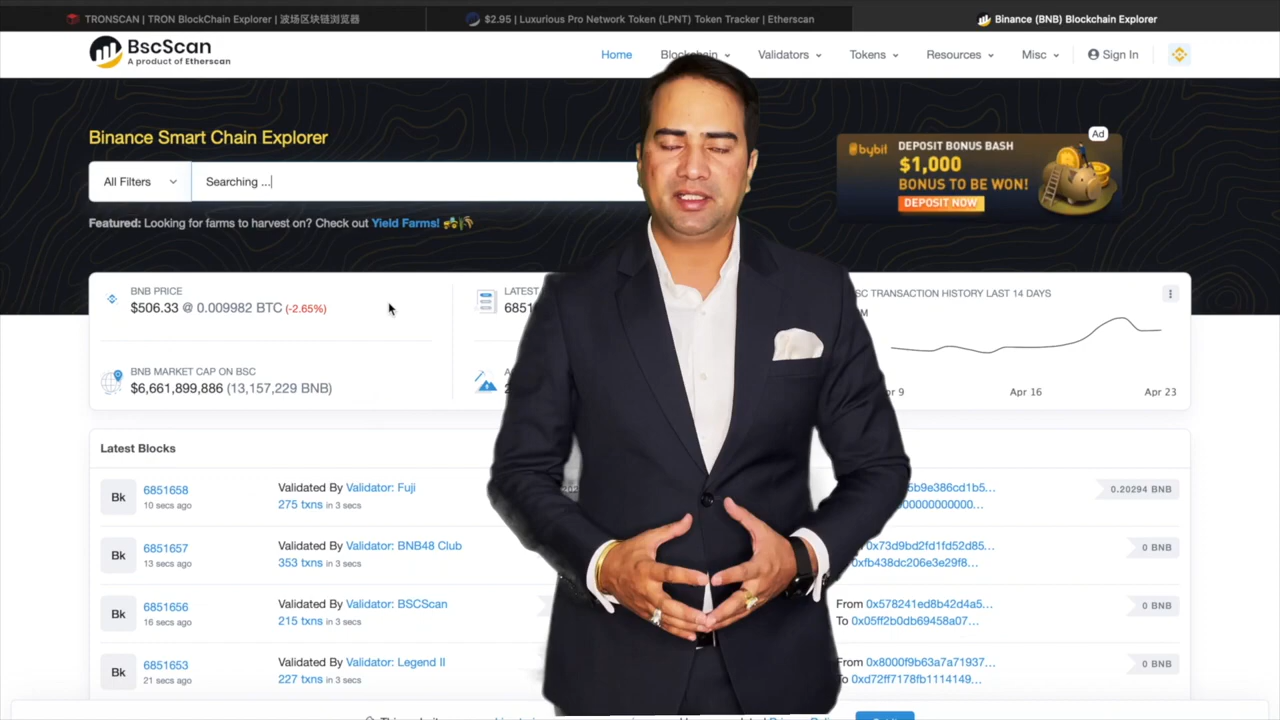 TRONSCAN | TRON BlockChain Explorer | 波场区块链浏览器
$2.95 | Luxurious Pro Network Token (LPNT) Token Tracker | Etherscan
Binance (BNB) Blockchain Explorer
BscScan
A product of Etherscan
Home
Blockchain
Validators
Tokens
Resources
Misc
Sign In
Binance Smart Chain Explorer
All Filters
Searching ...
Featured: Looking for farms to harvest on? Check out Yield Farms!
Ad
bybit
DEPOSIT BONUS BASH
$1,000
BONUS TO BE WON!
DEPOSIT NOW
BNB PRICE
$506.33 @ 0.009982 BTC (-2.65%)
BNB MARKET CAP ON BSC
$6,661,899,886 (13,157,229 BNB)
LATEST
6851
SC TRANSACTION HISTORY LAST 14 DAYS
M
r 9
Apr 16
Apr 23
Latest Blocks
Bk
6851658
10 secs ago
Validated By Validator: Fuji
275 txns in 3 secs
5b9e386cd1b5...
00000000000...
0.20294 BNB
Bk
6851657
13 secs ago
Validated By Validator: BNB48 Club
353 txns in 3 secs
0x73d9bd2fd1fd52d85...
0xfb438dc206e3e29f8...
0 BNB
Bk
6851656
16 secs ago
Validated By Validator: BSCScan
215 txns in 3 secs
From 0x578241ed8b42d4a5...
To 0x05ff2b0db69458a07...
0 BNB
Bk
6851653
21 secs ago
Validated By Validator: Legend II
227 txns in 3 secs
From 0x8000f9b63a7a71937...
0xd72ff7178fb1114149...
0 BNB